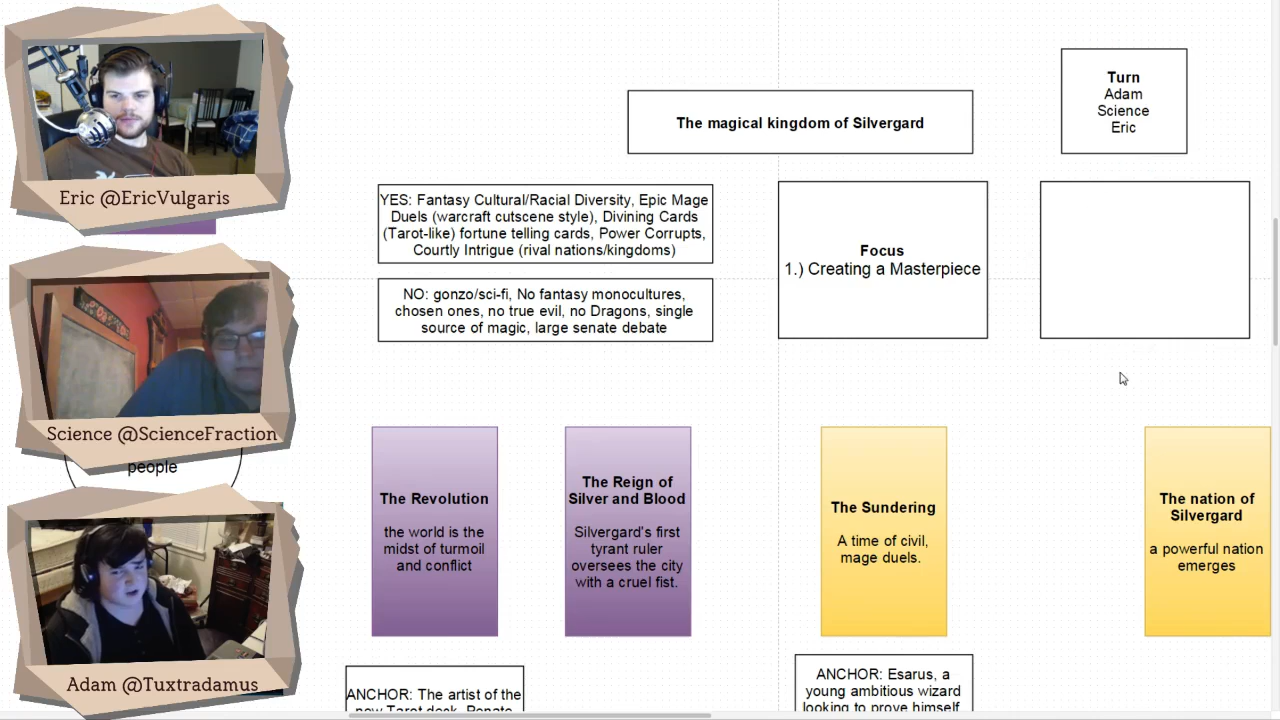 Turn
Adam
Science
Eric
The magical kingdom of Silvergard
YES: Fantasy Cultural/Racial Diversity, Epic Mage
Duels (warcraft cutscene style), Divining Cards
(Tarot-like) fortune telling cards, Power Corrupts,
Courtly Intrigue (rival nations/kingdoms)
NO: gonzo/sci-fi, No fantasy monocultures,
chosen ones, no true evil, no Dragons, single
source of magic, large senate debate
Focus
1.) Creating a Masterpiece
Eric @EricVulgaris
Science @ScienceFraction
people
Adam @Tuxtradamus
The Revolution
the world is the
midst of turmoil
and conflict
The Reign of
Silver and Blood
Silvergard's first
tyrant ruler
oversees the city
with a cruel fist.
The Sundering
A time of civil,
mage duels.
The nation of
Silvergard
a powerful nation
emerges
ANCHOR: The artist of the
ANCHOR: Esarus, a
young ambitious wizard
looking to prove himself